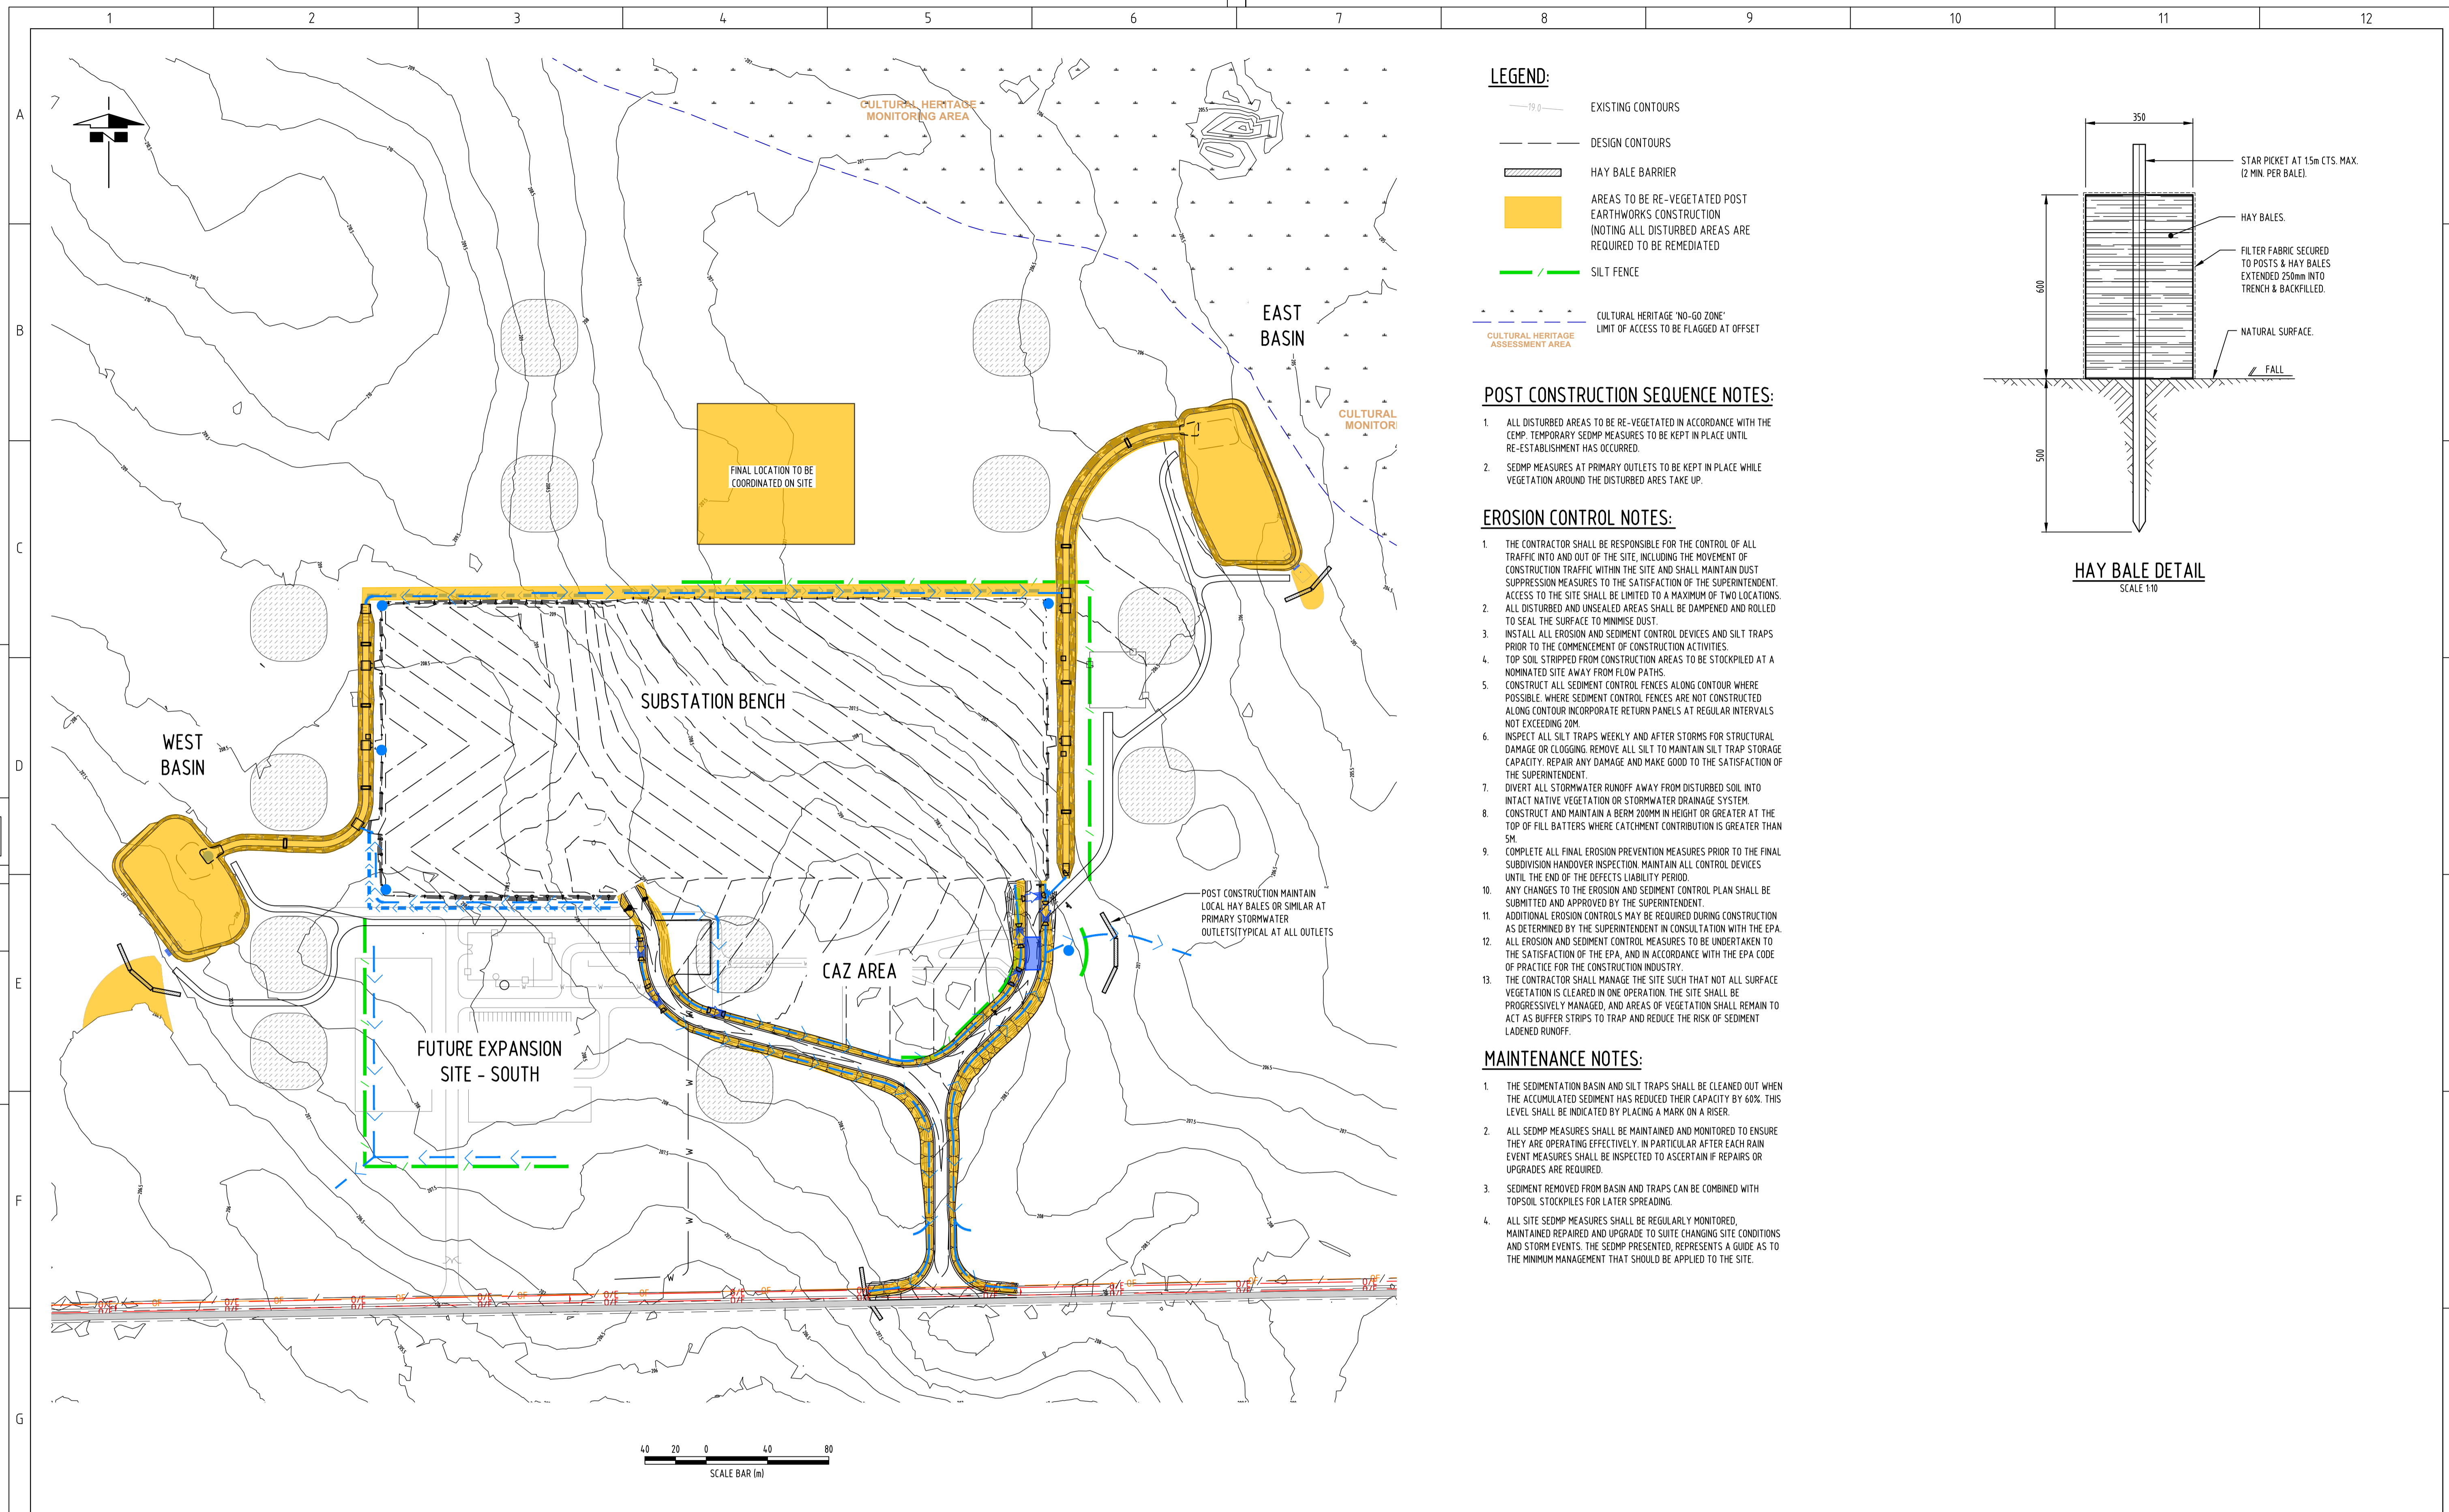 1 2 3 4 5 6 7 8 9 10 11 12
A
B
C
D
E
F
G
CULTURAL HERITAGE
MONITORING AREA
EAST
BASIN
CULTURAL
MONITOR
FINAL LOCATION TO BE
COORDINATED ON SITE
SUBSTATION BENCH
WEST
BASIN
POST CONSTRUCTION MAINTAIN
LOCAL HAY BALES OR SIMILAR AT
PRIMARY STORMWATER
OUTLETS(TYPICAL AT ALL OUTLETS
CAZ AREA
FUTURE EXPANSION
SITE - SOUTH
40 20 0 40 80
SCALE BAR (m)
LEGEND:
19.0
EXISTING CONTOURS
DESIGN CONTOURS
HAY BALE BARRIER
AREAS TO BE RE-VEGETATED POST
EARTHWORKS CONSTRUCTION
(NOTING ALL DISTURBED AREAS ARE
REQUIRED TO BE REMEDIATED
SILT FENCE
CULTURAL HERITAGE 'NO-GO ZONE'
LIMIT OF ACCESS TO BE FLAGGED AT OFFSET
CULTURAL HERITAGE
ASSESSMENT AREA
POST CONSTRUCTION SEQUENCE NOTES:
1. ALL DISTURBED AREAS TO BE RE-VEGETATED IN ACCORDANCE WITH THE
CEMP. TEMPORARY SEDMP MEASURES TO BE KEPT IN PLACE UNTIL
RE-ESTABLISHMENT HAS OCCURRED.
2. SEDMP MEASURES AT PRIMARY OUTLETS TO BE KEPT IN PLACE WHILE
VEGETATION AROUND THE DISTURBED ARES TAKE UP.
EROSION CONTROL NOTES:
1. THE CONTRACTOR SHALL BE RESPONSIBLE FOR THE CONTROL OF ALL
TRAFFIC INTO AND OUT OF THE SITE, INCLUDING THE MOVEMENT OF
CONSTRUCTION TRAFFIC WITHIN THE SITE AND SHALL MAINTAIN DUST
SUPPRESSION MEASURES TO THE SATISFACTION OF THE SUPERINTENDENT.
ACCESS TO THE SITE SHALL BE LIMITED TO A MAXIMUM OF TWO LOCATIONS.
2. ALL DISTURBED AND UNSEALED AREAS SHALL BE DAMPENED AND ROLLED
TO SEAL THE SURFACE TO MINIMISE DUST.
3. INSTALL ALL EROSION AND SEDIMENT CONTROL DEVICES AND SILT TRAPS
PRIOR TO THE COMMENCEMENT OF CONSTRUCTION ACTIVITIES.
4. TOP SOIL STRIPPED FROM CONSTRUCTION AREAS TO BE STOCKPILED AT A
NOMINATED SITE AWAY FROM FLOW PATHS.
5. CONSTRUCT ALL SEDIMENT CONTROL FENCES ALONG CONTOUR WHERE
POSSIBLE. WHERE SEDIMENT CONTROL FENCES ARE NOT CONSTRUCTED
ALONG CONTOUR INCORPORATE RETURN PANELS AT REGULAR INTERVALS
NOT EXCEEDING 20M.
6. INSPECT ALL SILT TRAPS WEEKLY AND AFTER STORMS FOR STRUCTURAL
DAMAGE OR CLOGGING. REMOVE ALL SILT TO MAINTAIN SILT TRAP STORAGE
CAPACITY. REPAIR ANY DAMAGE AND MAKE GOOD TO THE SATISFACTION OF
THE SUPERINTENDENT.
7. DIVERT ALL STORMWATER RUNOFF AWAY FROM DISTURBED SOIL INTO
INTACT NATIVE VEGETATION OR STORMWATER DRAINAGE SYSTEM.
8. CONSTRUCT AND MAINTAIN A BERM 200MM IN HEIGHT OR GREATER AT THE
TOP OF FILL BATTERS WHERE CATCHMENT CONTRIBUTION IS GREATER THAN
5M.
9. COMPLETE ALL FINAL EROSION PREVENTION MEASURES PRIOR TO THE FINAL
SUBDIVISION HANDOVER INSPECTION. MAINTAIN ALL CONTROL DEVICES
UNTIL THE END OF THE DEFECTS LIABILITY PERIOD.
10. ANY CHANGES TO THE EROSION AND SEDIMENT CONTROL PLAN SHALL BE
SUBMITTED AND APPROVED BY THE SUPERINTENDENT.
11. ADDITIONAL EROSION CONTROLS MAY BE REQUIRED DURING CONSTRUCTION
AS DETERMINED BY THE SUPERINTENDENT IN CONSULTATION WITH THE EPA.
12. ALL EROSION AND SEDIMENT CONTROL MEASURES TO BE UNDERTAKEN TO
THE SATISFACTION OF THE EPA, AND IN ACCORDANCE WITH THE EPA CODE
OF PRACTICE FOR THE CONSTRUCTION INDUSTRY.
13. THE CONTRACTOR SHALL MANAGE THE SITE SUCH THAT NOT ALL SURFACE
VEGETATION IS CLEARED IN ONE OPERATION. THE SITE SHALL BE
PROGRESSIVELY MANAGED, AND AREAS OF VEGETATION SHALL REMAIN TO
ACT AS BUFFER STRIPS TO TRAP AND REDUCE THE RISK OF SEDIMENT
LADENED RUNOFF.
MAINTENANCE NOTES:
1. THE SEDIMENTATION BASIN AND SILT TRAPS SHALL BE CLEANED OUT WHEN
THE ACCUMULATED SEDIMENT HAS REDUCED THEIR CAPACITY BY 60%. THIS
LEVEL SHALL BE INDICATED BY PLACING A MARK ON A RISER.
2. ALL SEDMP MEASURES SHALL BE MAINTAINED AND MONITORED TO ENSURE
THEY ARE OPERATING EFFECTIVELY. IN PARTICULAR AFTER EACH RAIN
EVENT MEASURES SHALL BE INSPECTED TO ASCERTAIN IF REPAIRS OR
UPGRADES ARE REQUIRED.
3. SEDIMENT REMOVED FROM BASIN AND TRAPS CAN BE COMBINED WITH
TOPSOIL STOCKPILES FOR LATER SPREADING.
4. ALL SITE SEDMP MEASURES SHALL BE REGULARLY MONITORED,
MAINTAINED REPAIRED AND UPGRADE TO SUITE CHANGING SITE CONDITIONS
AND STORM EVENTS. THE SEDMP PRESENTED, REPRESENTS A GUIDE AS TO
THE MINIMUM MANAGEMENT THAT SHOULD BE APPLIED TO THE SITE.
350
600
500
STAR PICKET AT 1.5m CTS. MAX.
(2 MIN. PER BALE).
HAY BALES.
FILTER FABRIC SECURED
TO POSTS & HAY BALES
EXTENDED 250mm INTO
TRENCH & BACKFILLED.
NATURAL SURFACE.
FALL
HAY BALE DETAIL
SCALE 1:10